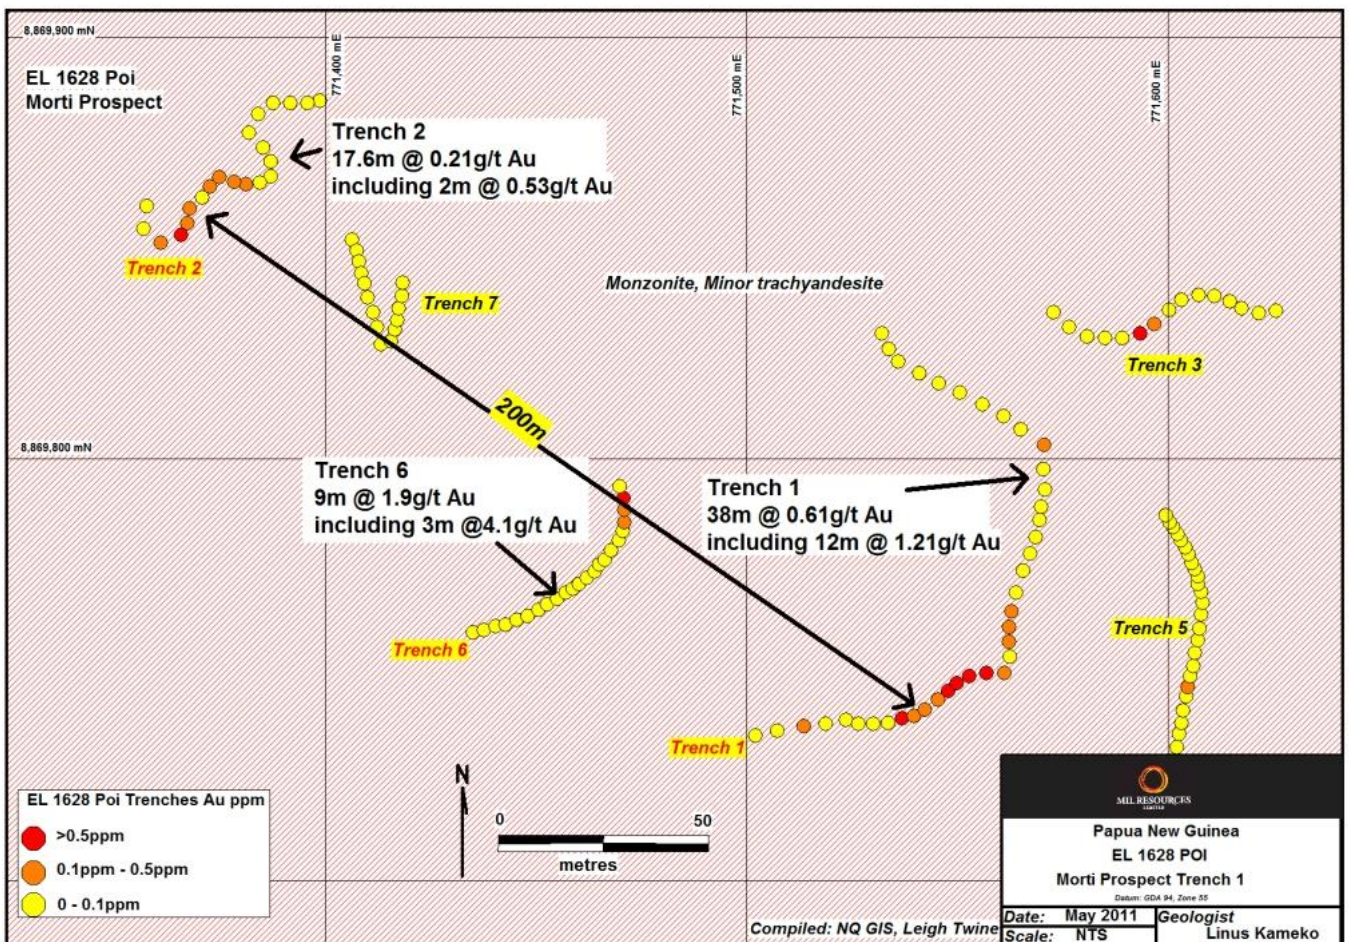 8,869,900 mN
771,400 mE
771,500 mE
771,600 mE
EL 1628 Poi
Morti Prospect
Trench 2
17.6m @ 0.21g/t Au
including 2m @ 0.53g/t Au
Trench 2
Trench 7
Monzonite, Minor trachyandesite
Trench 3
200m
8,869,800 mN
Trench 6
9m @ 1.9g/t Au
including 3m @4.1g/t Au
Trench 1
38m @ 0.61g/t Au
including 12m @ 1.21g/t Au
Trench 6
Trench 5
Trench 1
N
0 50
metres
EL 1628 Poi Trenches Au ppm
>0.5ppm
0.1ppm - 0.5ppm
0 - 0.1ppm
Compiled: NQ GIS, Leigh Twine
MIL RESOURCES
LIMITED
Papua New Guinea
EL 1628 POI
Morti Prospect Trench 1
Datum: GDA 94, Zone 55
Date: May 2011 Geologist
Scale: NTS Linus Kameko